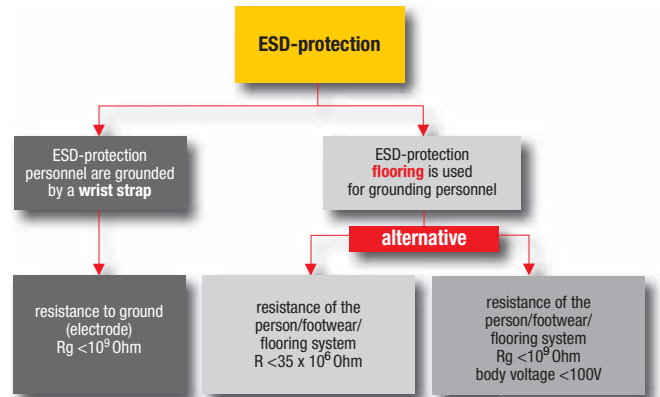 ESD-protection
ESD-protection
personnel are grounded
by a wrist strap
ESD-protection
flooring is used
for grounding personnel
alternative
resistance to ground
(electrode)
Rg <10⁹ Ohm
resistance of the
person/footwear/
flooring system
R <35 x 10⁶ Ohm
resistance of the
person/footwear/
flooring system
Rg <10⁹ Ohm
body voltage <100V